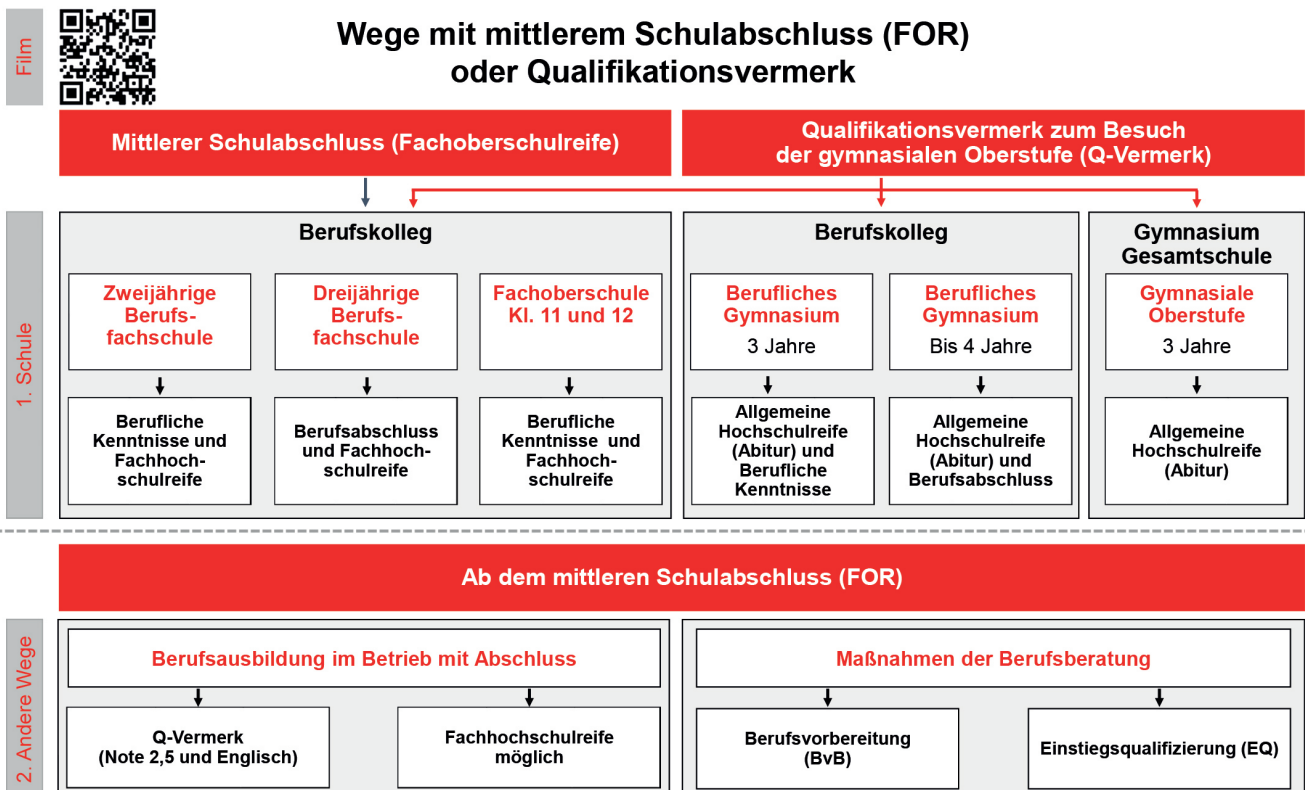 Film
Wege mit mittlerem Schulabschluss (FOR)
oder Qualifikationsvermerk
Mittlerer Schulabschluss (Fachoberschulreife)
Qualifikationsvermerk zum Besuch
der gymnasialen Oberstufe (Q-Vermerk)
1. Schule
Berufskolleg
Zweijährige
Berufs-
fachschule
Dreijährige
Berufs-
fachschule
Fachoberschule
Kl. 11 und 12
Berufliche
Kenntnisse und
Fachhoch-
schulreife
Berufsabschluss
und Fachhoch-
schulreife
Berufliche
Kenntnisse und
Fachhoch-
schulreife
Berufskolleg
Berufliches
Gymnasium
3 Jahre
Berufliches
Gymnasium
Bis 4 Jahre
Allgemeine
Hochschulreife
(Abitur) und
Berufliche
Kenntnisse
Allgemeine
Hochschulreife
(Abitur) und
Berufsabschluss
Gymnasium
Gesamtschule
Gymnasiale
Oberstufe
3 Jahre
Allgemeine
Hochschulreife
(Abitur)
Ab dem mittleren Schulabschluss (FOR)
2. Andere Wege
Berufsausbildung im Betrieb mit Abschluss
Q-Vermerk
(Note 2,5 und Englisch)
Fachhochschulreife
möglich
Maßnahmen der Berufsberatung
Berufsvorbereitung
(BvB)
Einstiegsqualifizierung (EQ)